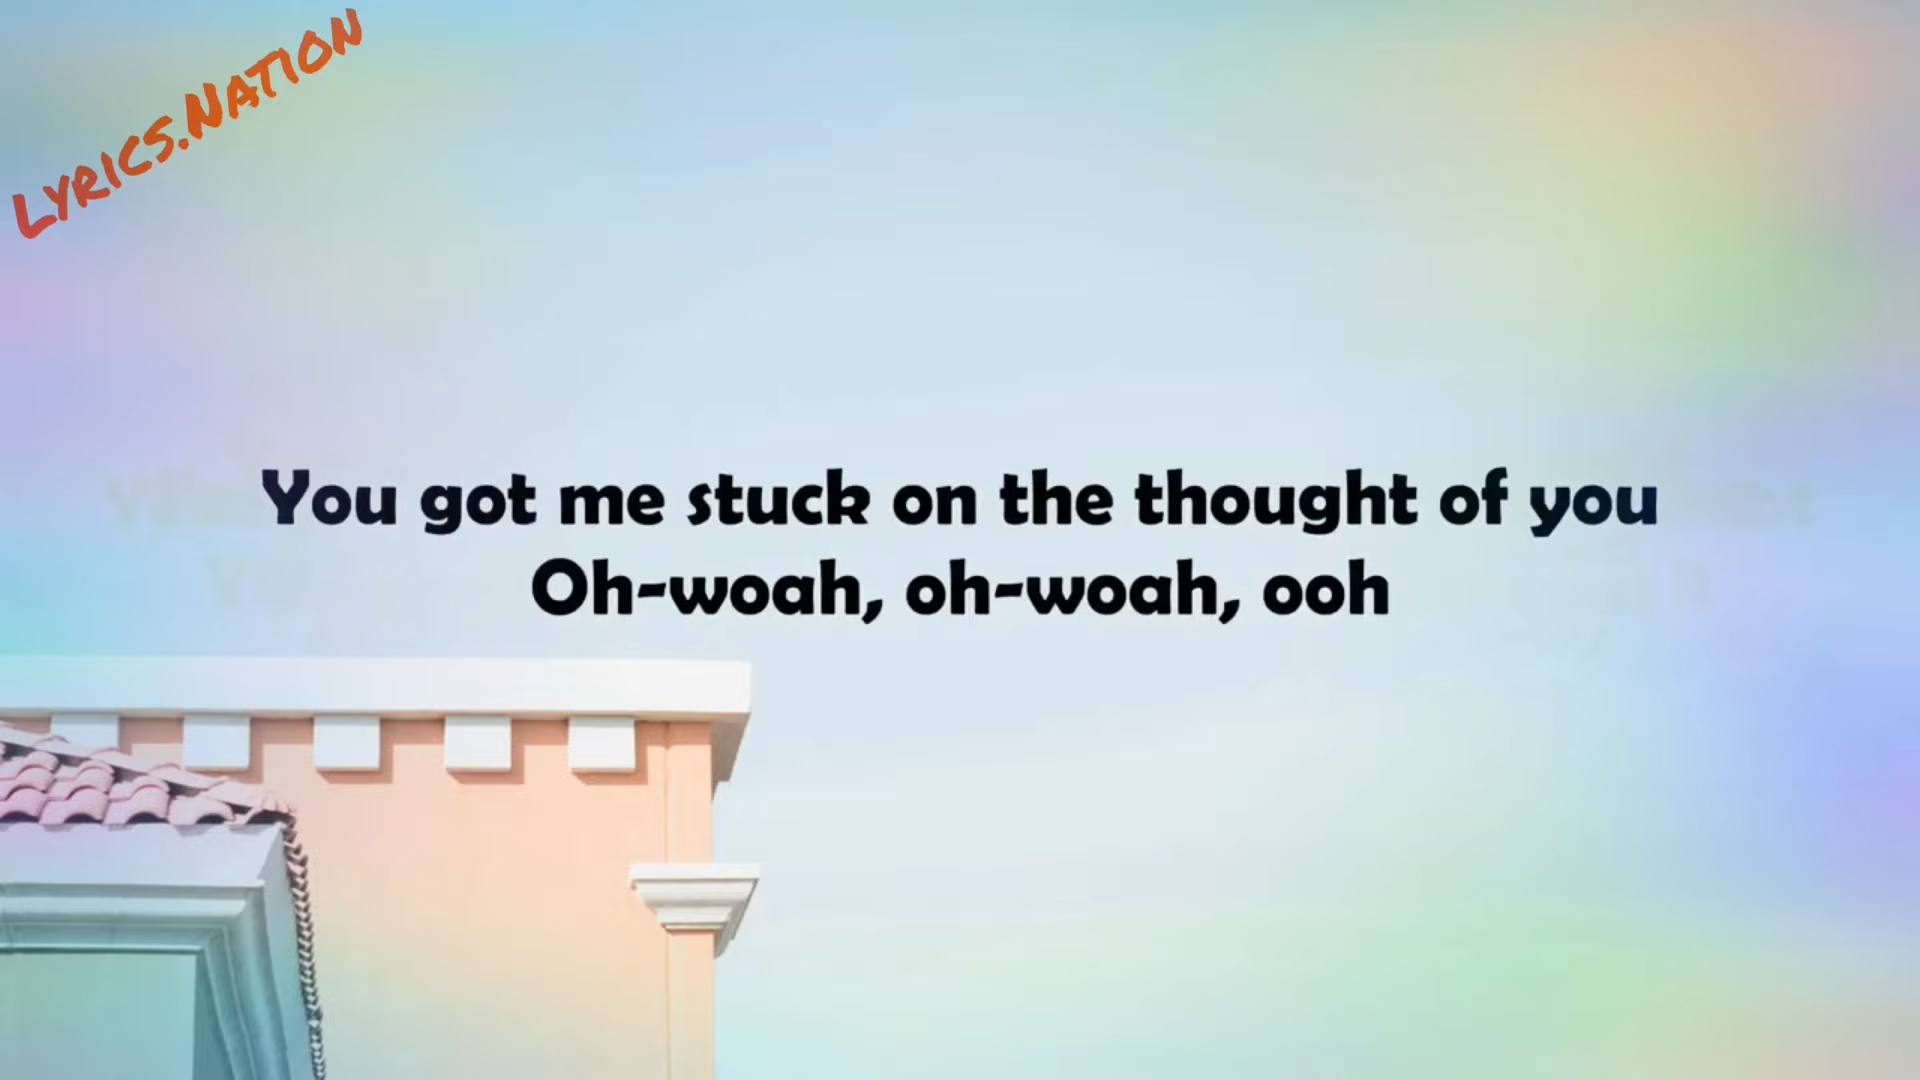 Lyrics.Nation
You got me stuck on the thought of you
Oh-woah, oh-woah, ooh